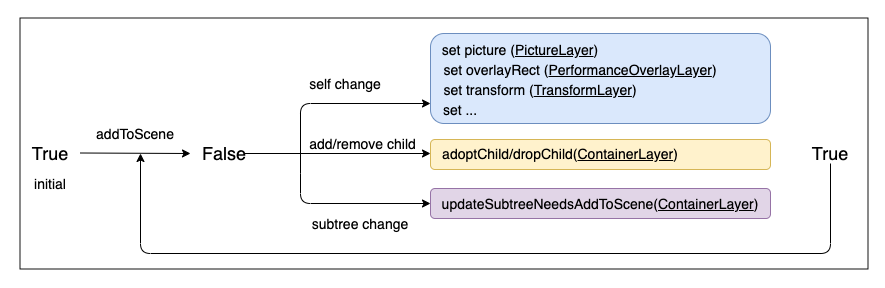 set picture (PictureLayer)
set overlayRect (PerformanceOverlayLayer)
set transform (TransformLayer)
set ...
self change
addToScene
True
initial
False
add/remove child
adoptChild/dropChild(ContainerLayer)
True
updateSubtreeNeedsAddToScene(ContainerLayer)
subtree change